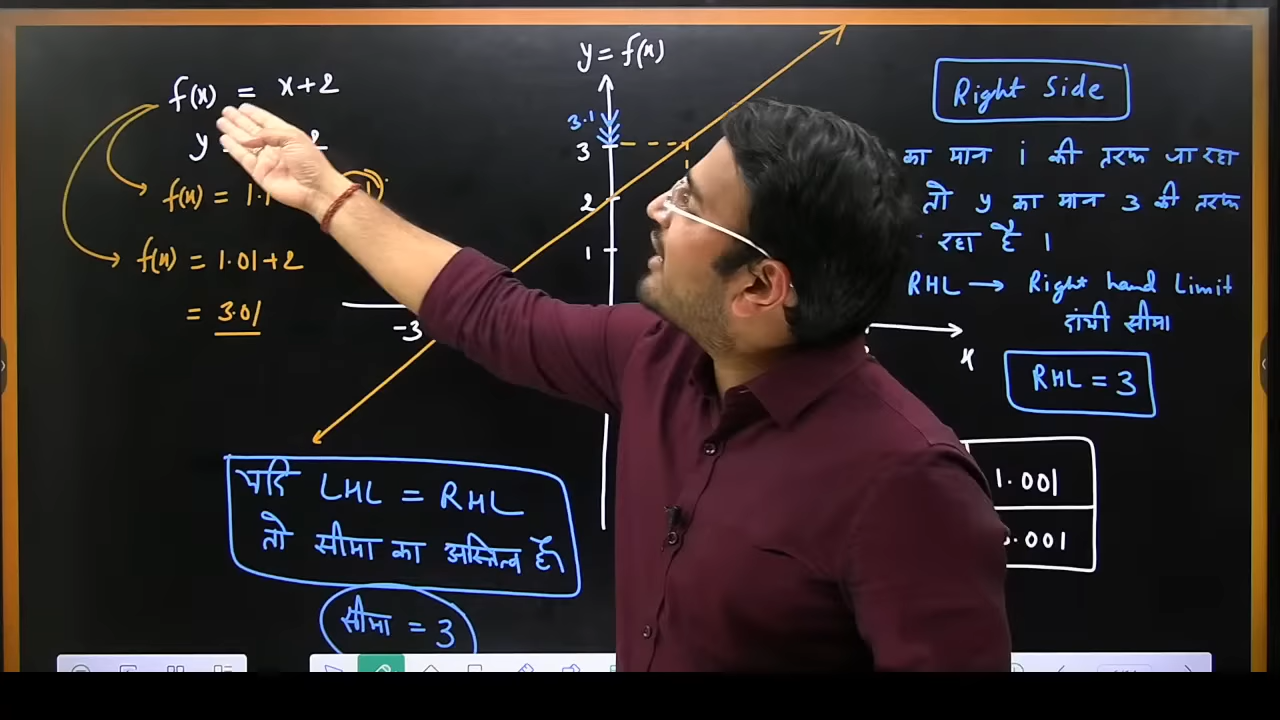 f(x) = x+2
y = 2
f(x) = 1.1
f(x) = 1.01+2
= 3.01
y = f(x)
3.1
3
2
1
-3
x
Right Side
का मान 1 की तरफ जा रहा
तो y का मान 3 की तरफ
रहा है ।
RHL → Right hand Limit
दांयी सीमा
RHL = 3
1.001
.001
यदि LHL = RHL
तो सीमा का अस्तित्व है।
सीमा = 3